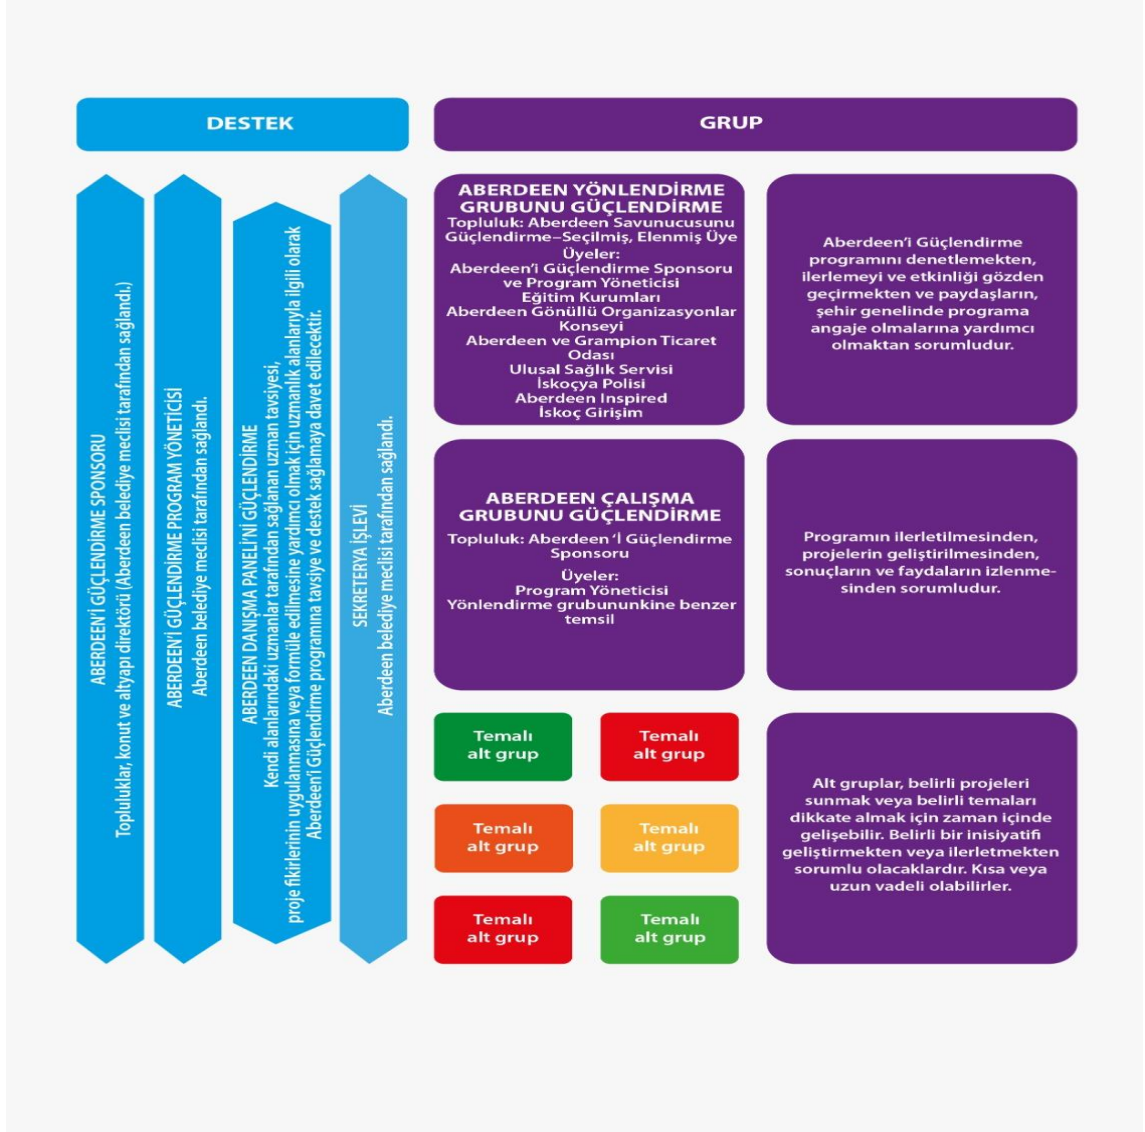 DESTEK
GRUP
ABERDEEN'İ GÜÇLENDİRME SPONSORU
Topluluklar, konut ve altyapı direktörü (Aberdeen belediye meclisi tarafından sağlandı.)
ABERDEEN'İ GÜÇLENDİRME PROGRAM YÖNETİCİSİ
Aberdeen belediye meclisi tarafından sağlandı.
ABERDEEN DANIŞMA PANELİ'Nİ GÜÇLENDİRME
Kendi alanlarındaki uzmanlar tarafından sağlanan uzman tavsiyesi,
proje fikirlerinin uygulanmasına veya formüle edilmesine yardımcı olmak için uzmanlık alanlarıyla ilgili olarak
Aberdeen'i Güçlendirme programına tavsiye ve destek sağlamaya davet edilecektir.
SEKRETERYA İŞLEVİ
Aberdeen belediye meclisi tarafından sağlandı.
ABERDEEN YÖNLENDİRME
GRUBUNU GÜÇLENDİRME
Topluluk: Aberdeen Savunucusunu
Güçlendirme–Seçilmiş, Elenmiş Üye
Üyeler:
Aberdeen'i Güçlendirme Sponsoru
ve Program Yöneticisi
Eğitim Kurumları
Aberdeen Gönüllü Organizasyonlar
Konseyi
Aberdeen ve Grampion Ticaret
Odası
Ulusal Sağlık Servisi
İskoçya Polisi
Aberdeen Inspired
İskoç Girişim
Aberdeen'i Güçlendirme
programını denetlemekten,
ilerlemeyi ve etkinliği gözden
geçirmekten ve paydaşların,
şehir genelinde programa
angaje olmalarına yardımcı
olmaktan sorumludur.
ABERDEEN ÇALIŞMA
GRUBUNU GÜÇLENDİRME
Topluluk: Aberdeen 'İ Güçlendirme
Sponsoru
Üyeler:
Program Yöneticisi
Yönlendirme grubununkine benzer
temsil
Programın ilerletilmesinden,
projelerin geliştirilmesinden,
sonuçların ve faydaların izlenme-
sinden sorumludur.
Temalı
alt grup
Temalı
alt grup
Temalı
alt grup
Temalı
alt grup
Temalı
alt grup
Temalı
alt grup
Alt gruplar, belirli projeleri
sunmak veya belirli temaları
dikkate almak için zaman içinde
gelişebilir. Belirli bir inisiyatifi
geliştirmekten veya ilerletmekten
sorumlu olacaklardır. Kısa veya
uzun vadeli olabilirler.